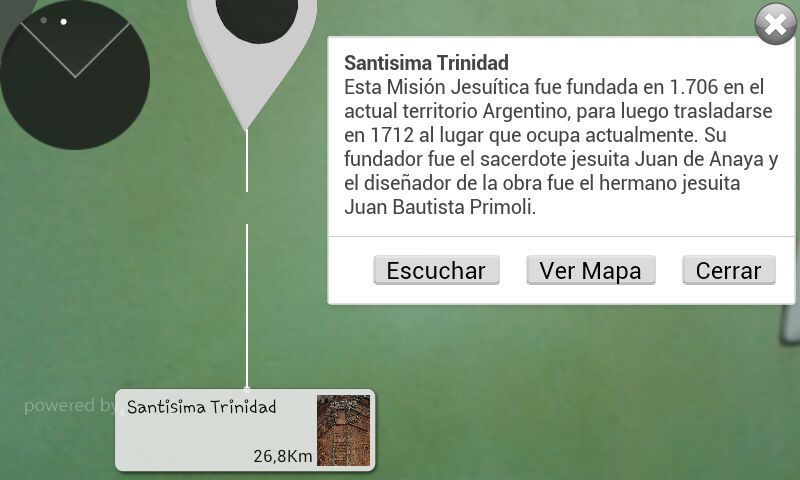 Santisima Trinidad
Esta Misión Jesuítica fue fundada en 1.706 en el
actual territorio Argentino, para luego trasladarse
en 1712 al lugar que ocupa actualmente. Su
fundador fue el sacerdote jesuita Juan de Anaya y
el diseñador de la obra fue el hermano jesuita
Juan Bautista Primoli.
Escuchar
Ver Mapa
Cerrar
powered by
Santisima Trinidad
26,8Km